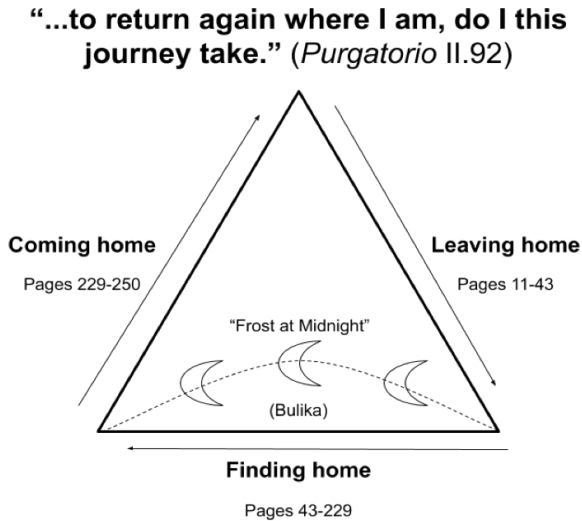 “...to return again where I am, do I this
journey take.” (Purgatorio II.92)
Coming home
Pages 229-250
Leaving home
Pages 11-43
“Frost at Midnight”
(Bulika)
Finding home
Pages 43-229